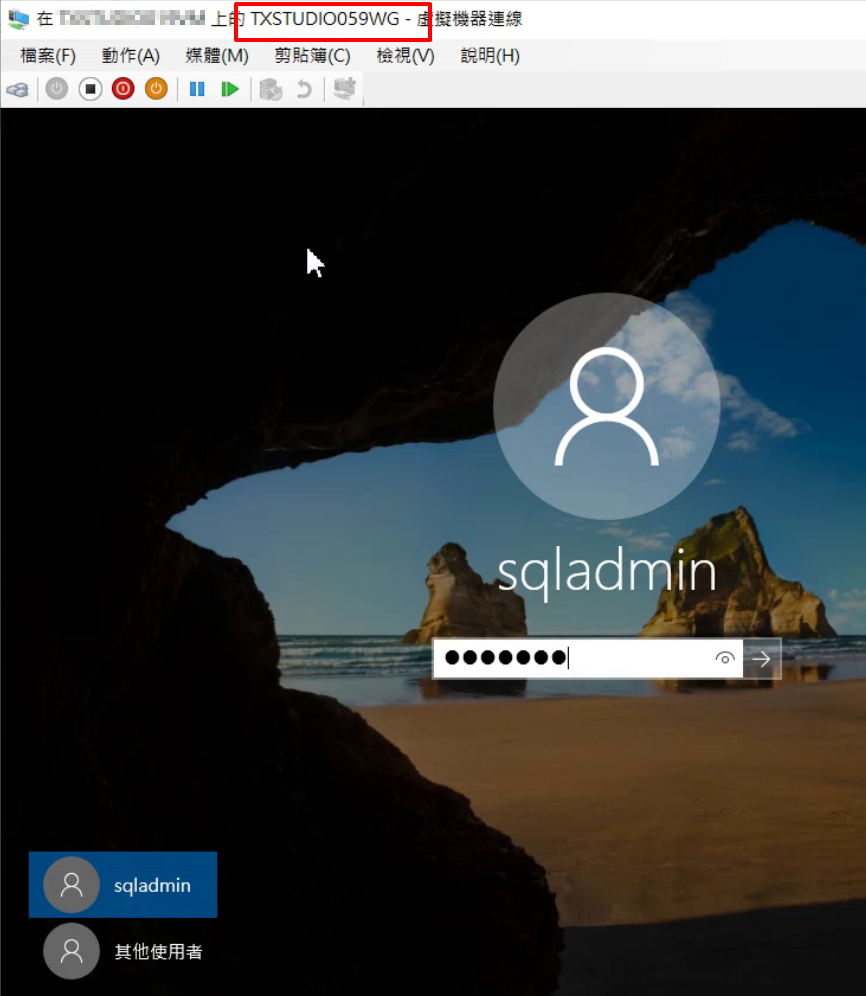 在 上的 TXSTUDIO059WG - 虛擬機器連線
檔案(F) 動作(A) 媒體(M) 剪貼簿(C) 檢視(V) 說明(H)
sqladmin
sqladmin
其他使用者